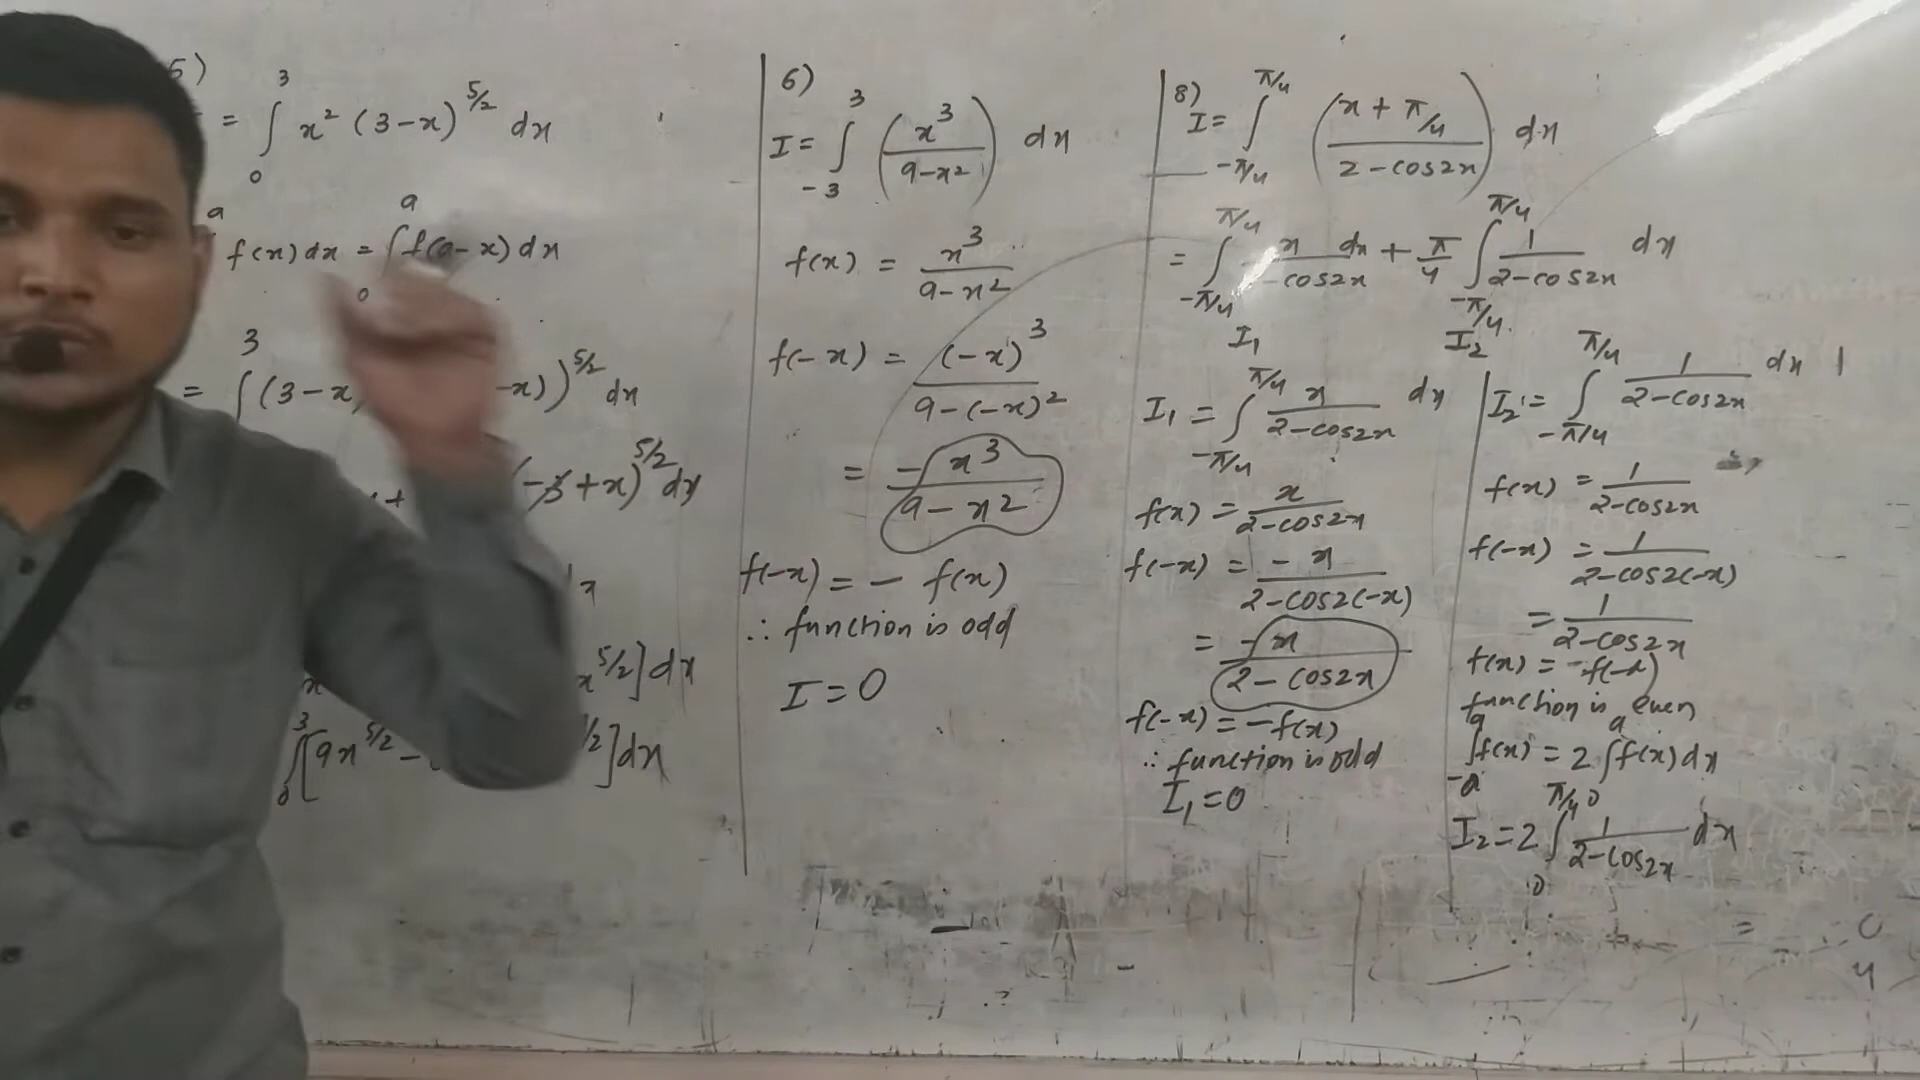 5)
= ∫₀³ x² (3-x)^5/2 dx
f(x) dx = ∫₀ᵃ f(a-x) dx
= ∫³ (3-x -x))^5/2 dx
(-3+x)^5/2 dx
x^5/2] dx
∫₀³ [9x^5/2 - /2] dx
6)
I = ∫₋₃³ (x³/(9-x²)) dx
f(x) = x³/(9-x²)
f(-x) = (-x)³/(9-(-x)²)
= -x³/(9-x²)
f(-x) = - f(x)
∴ function is odd
I = 0
8)
I = ∫_{-π/4}^{π/4} ((x + π/4)/(2-cos2x)) dx
= ∫_{-π/4}^{π/4} x/(-cos2x) dx + π/4 ∫_{-π/4}^{π/4} 1/(2-cos2x) dx
I₁ I₂
I₁ = ∫_{-π/4}^{π/4} x/(2-cos2x) dx
f(x) = x/(2-cos2x)
f(-x) = -x/(2-cos2(-x))
= -x/(2-cos2x)
f(-x) = -f(x)
∴ function is odd
I₁ = 0
I₂ = ∫_{-π/4}^{π/4} 1/(2-cos2x) dx
f(x) = 1/(2-cos2x)
f(-x) = 1/(2-cos2(-x))
= 1/(2-cos2x)
f(x) = -f(-x)
function is even
∫_{-a}^{a} f(x) = 2 ∫₀ᵃ f(x) dx
I₂ = 2 ∫₀^{π/4} 1/(2-cos2x) dx